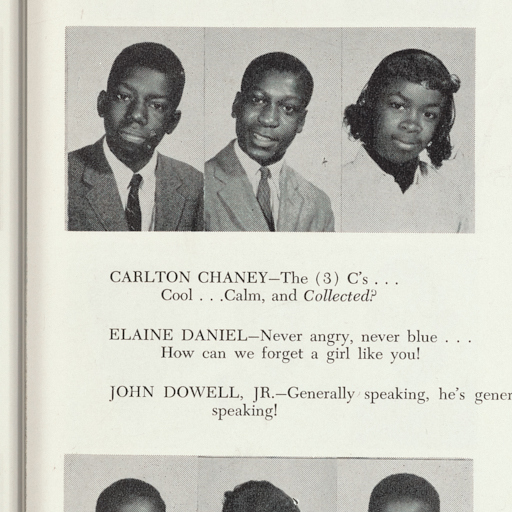 CARLTON CHANEY—The (3) C's . . .
Cool . . .Calm, and Collected?
ELAINE DANIEL—Never angry, never blue . . .
How can we forget a girl like you!
JOHN DOWELL, JR.—Generally speaking, he's gener
speaking!